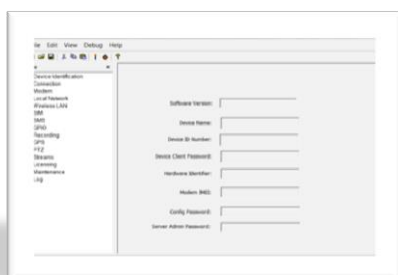 File Edit View Debug Help
Device Identification
Connection
Modem
Local Network
Wireless LAN
SIM
SMS
GPIO
Recording
GPS
PTZ
Streams
Licensing
Maintenance
Log
Software Version:
Device Name:
Device ID Number:
Device Client Password:
Hardware Identifier:
Modem IMEI:
Config Password:
Server Admin Password: